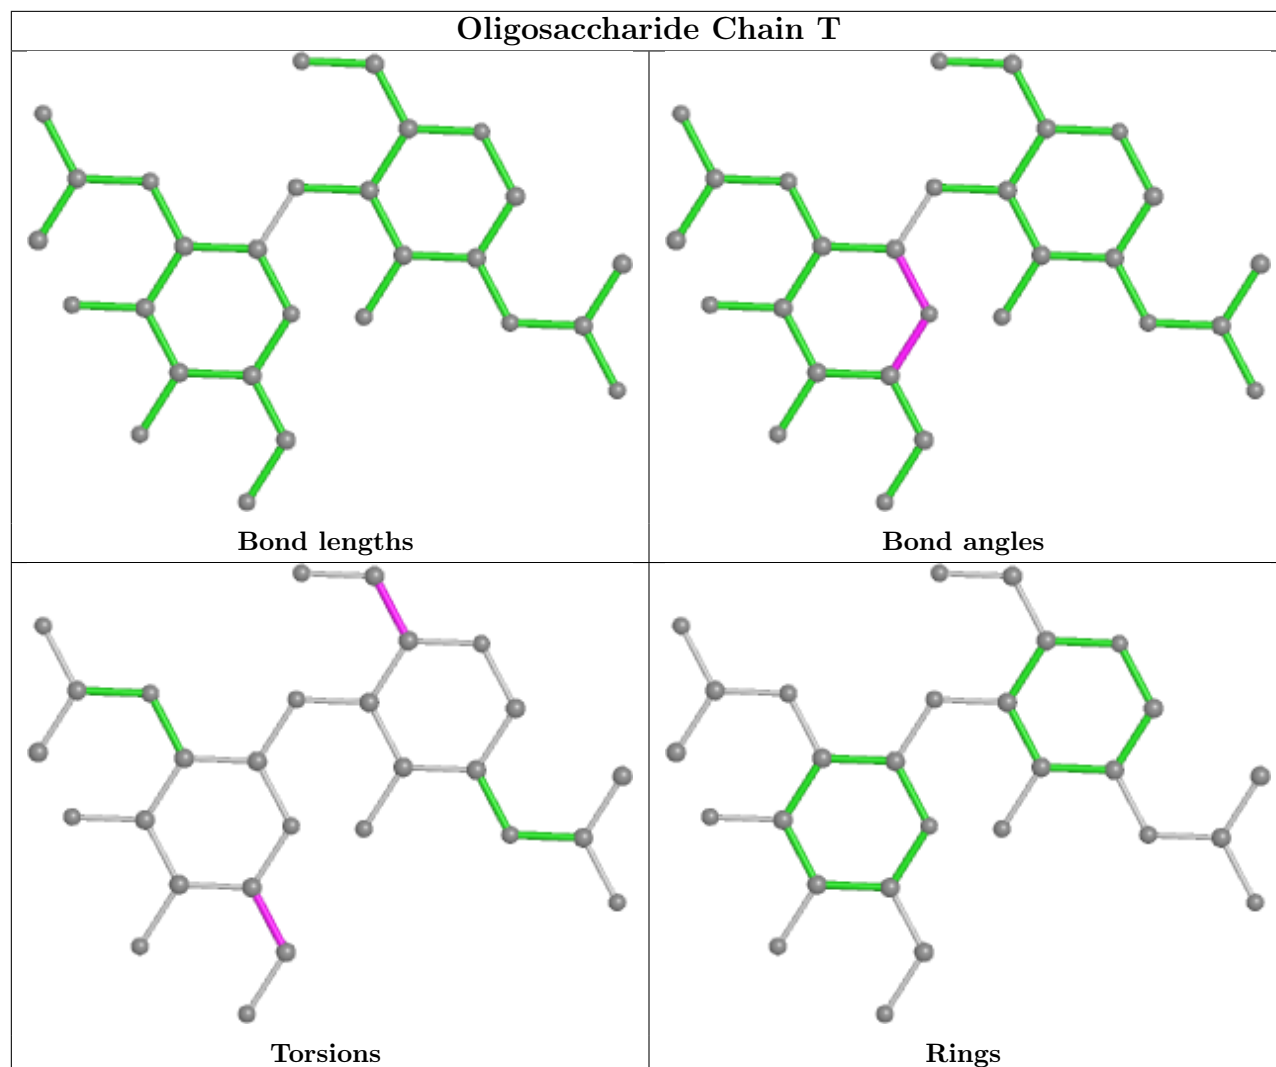 Oligosaccharide Chain T
Bond lengths
Bond angles
Torsions
Rings